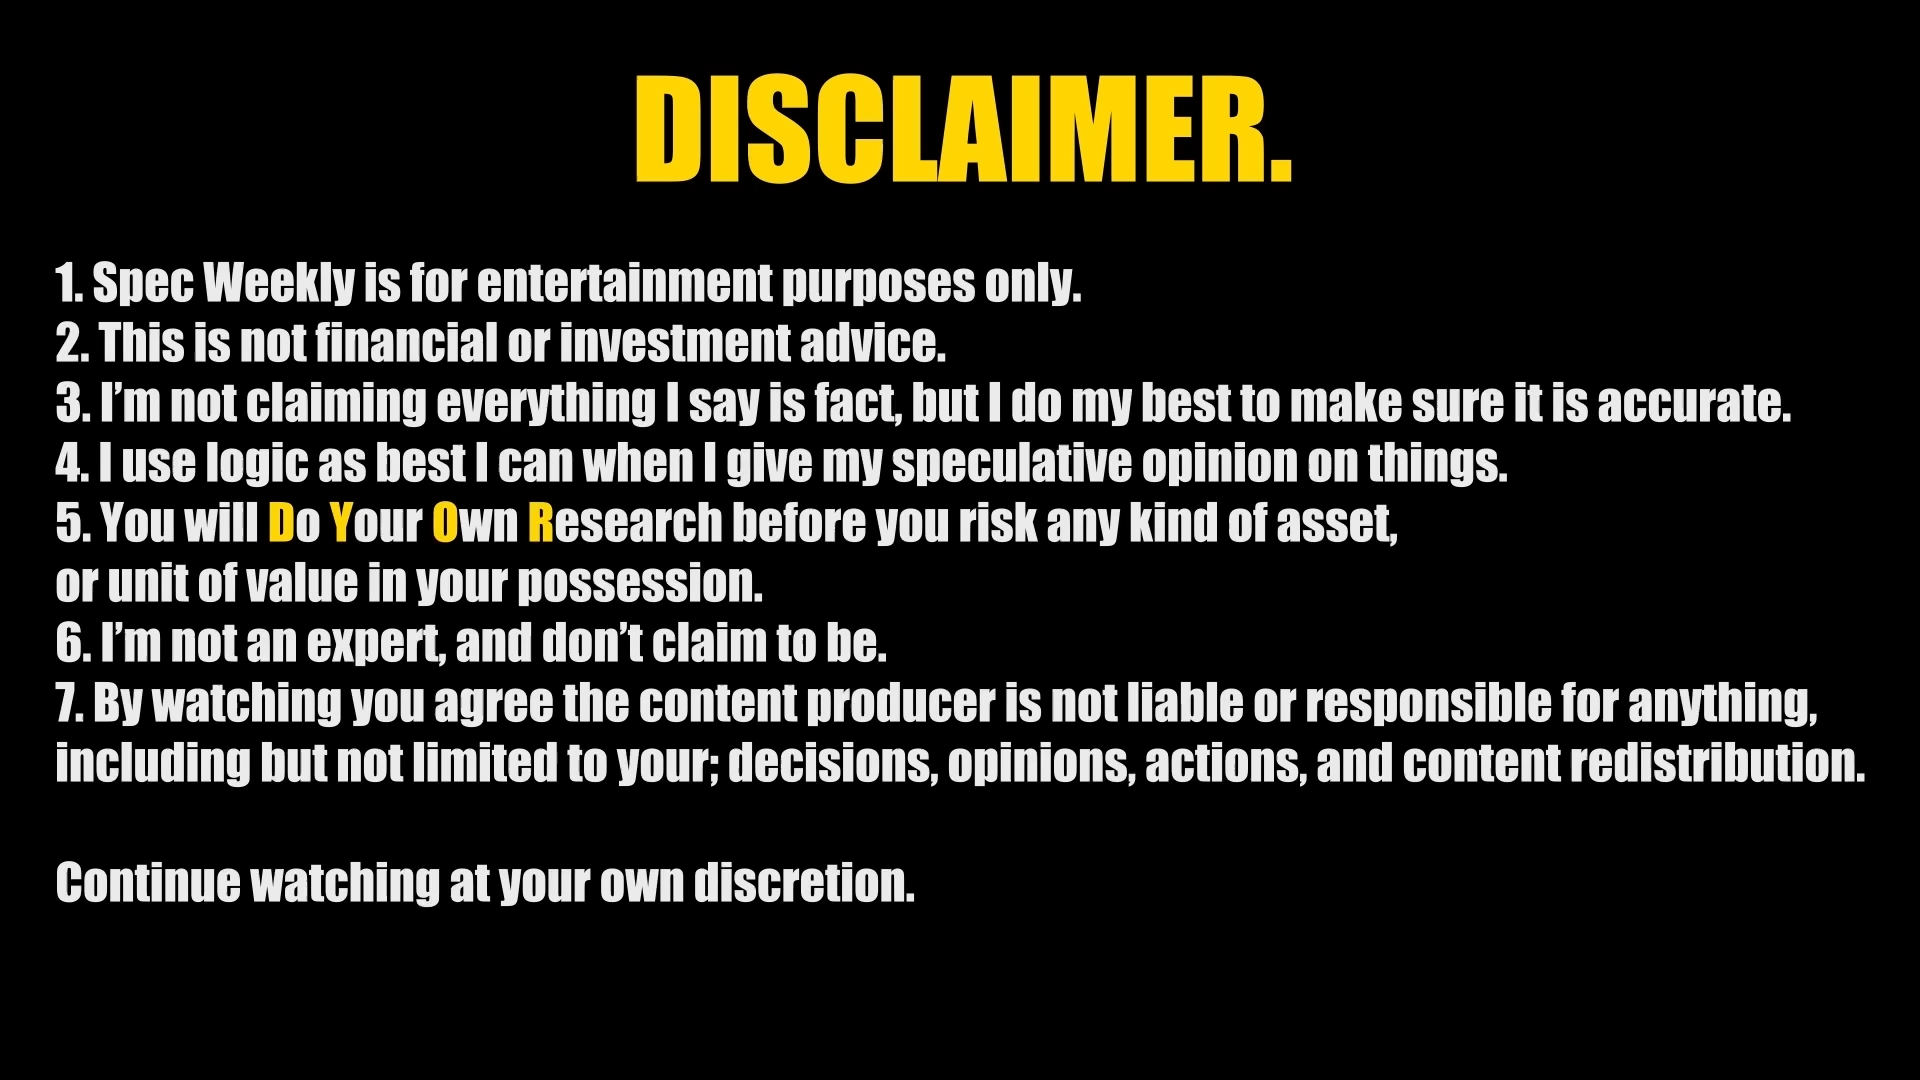 DISCLAIMER.
1. Spec Weekly is for entertainment purposes only.
2. This is not financial or investment advice.
3. I’m not claiming everything I say is fact, but I do my best to make sure it is accurate.
4. I use logic as best I can when I give my speculative opinion on things.
5. You will Do Your Own Research before you risk any kind of asset,
or unit of value in your possession.
6. I’m not an expert, and don’t claim to be.
7. By watching you agree the content producer is not liable or responsible for anything,
including but not limited to your; decisions, opinions, actions, and content redistribution.
Continue watching at your own discretion.